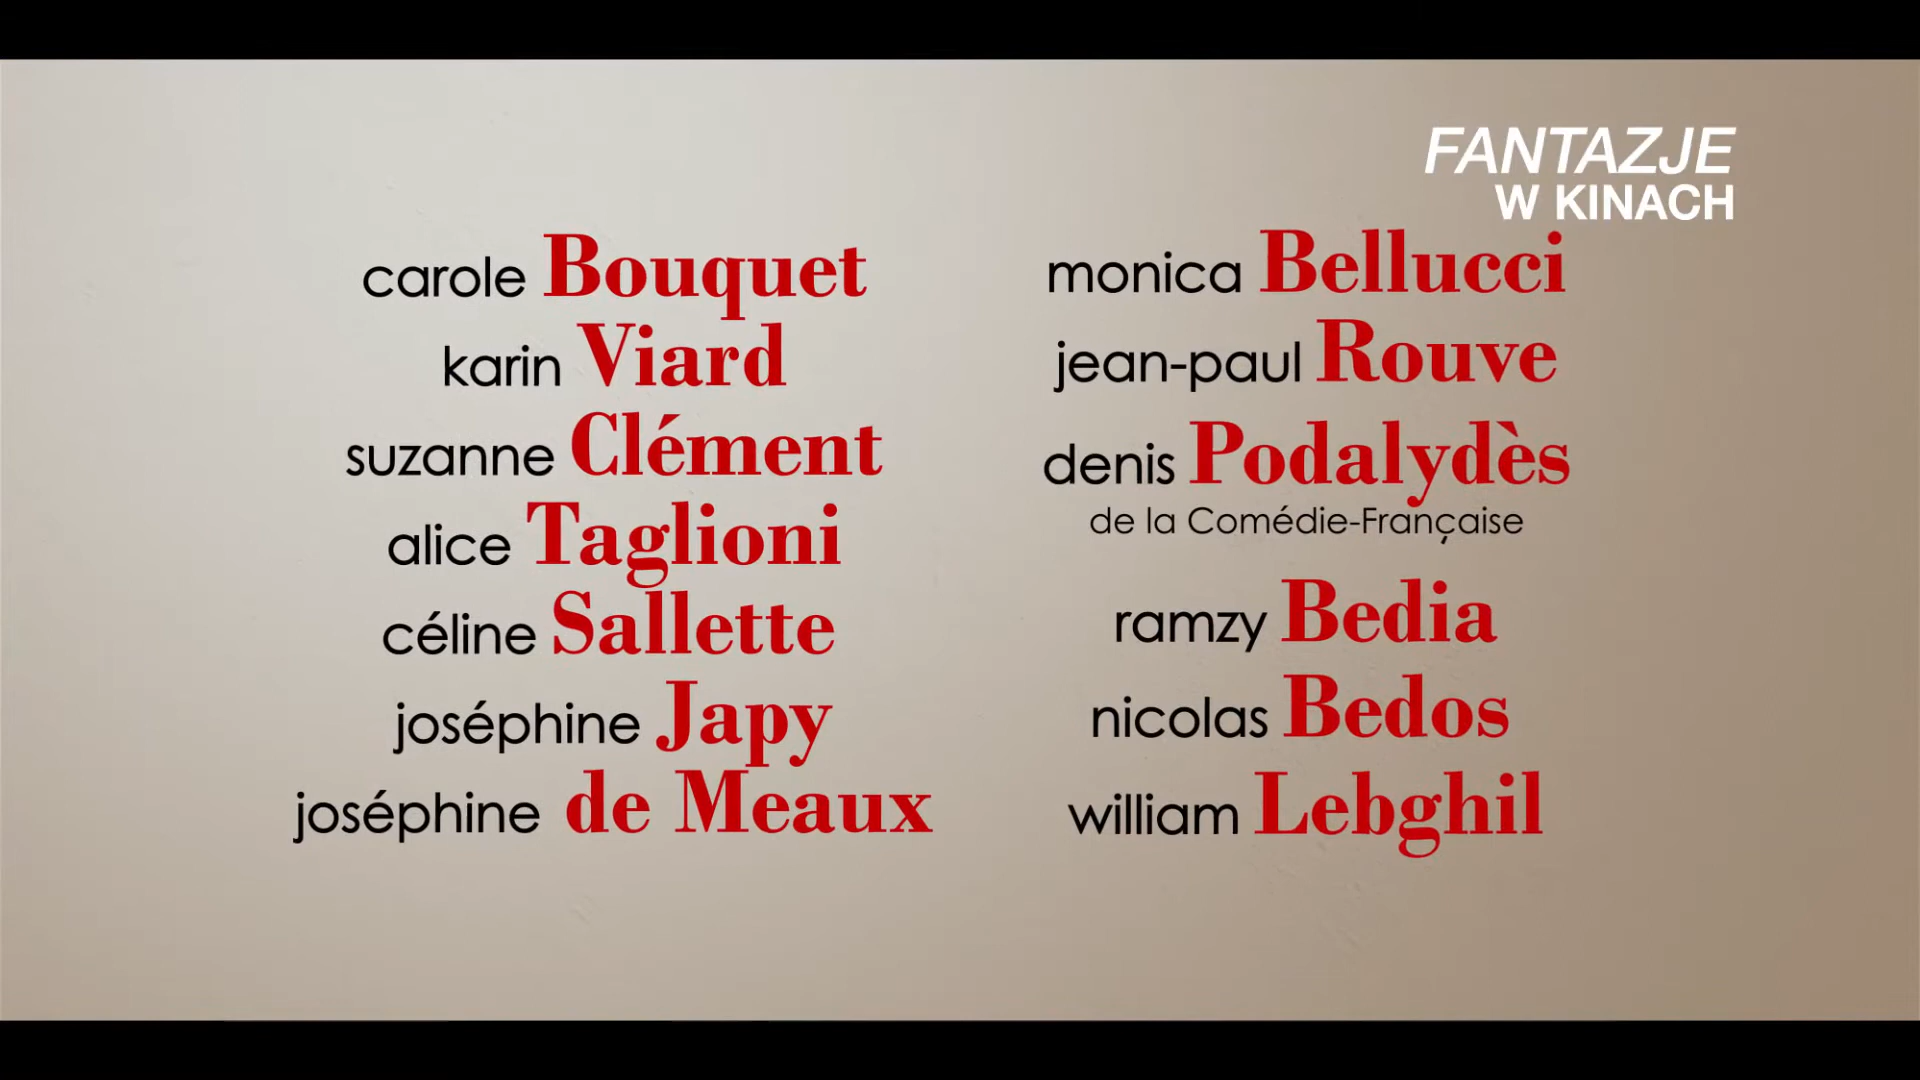 FANTAZJE
W KINACH
carole Bouquet
karin Viard
suzanne Clément
alice Taglioni
céline Sallette
joséphine Japy
joséphine de Meaux
monica Bellucci
jean-paul Rouve
denis Podalydès
de la Comédie-Française
ramzy Bedia
nicolas Bedos
william Lebghil